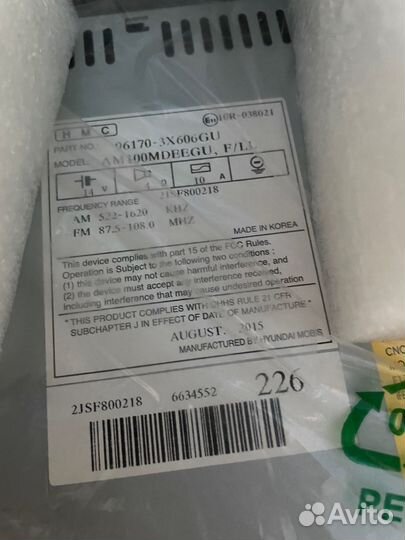 E11 10R-038021
H M C
PART NO. 96170-3X606GU
MODEL: AM100MDEEGU, F/LL
14 V 4 Ω 10 A
2JSF800218
FREQUENCY RANGE
AM 522-1620 KHZ
FM 87.5-108.0 MHZ
MADE IN KOREA
This device complies with part 15 of the FCC Rules.
Operation is Subject to the following two conditions:
(1) this device may not cause harmful interference, and
(2) the device must accept any interference received,
including interference that may cause undesired operation
"THIS PRODUCT COMPLIES WITH DHHS RULE 21 CFR
SUBCHAPTER J IN EFFECT OF DATE OF MANUFACTURE"
AUGUST. 2015
MANUFACTURED BY HYUNDAI MOBIS
2JSF800218 6634552 226
PE
Avito